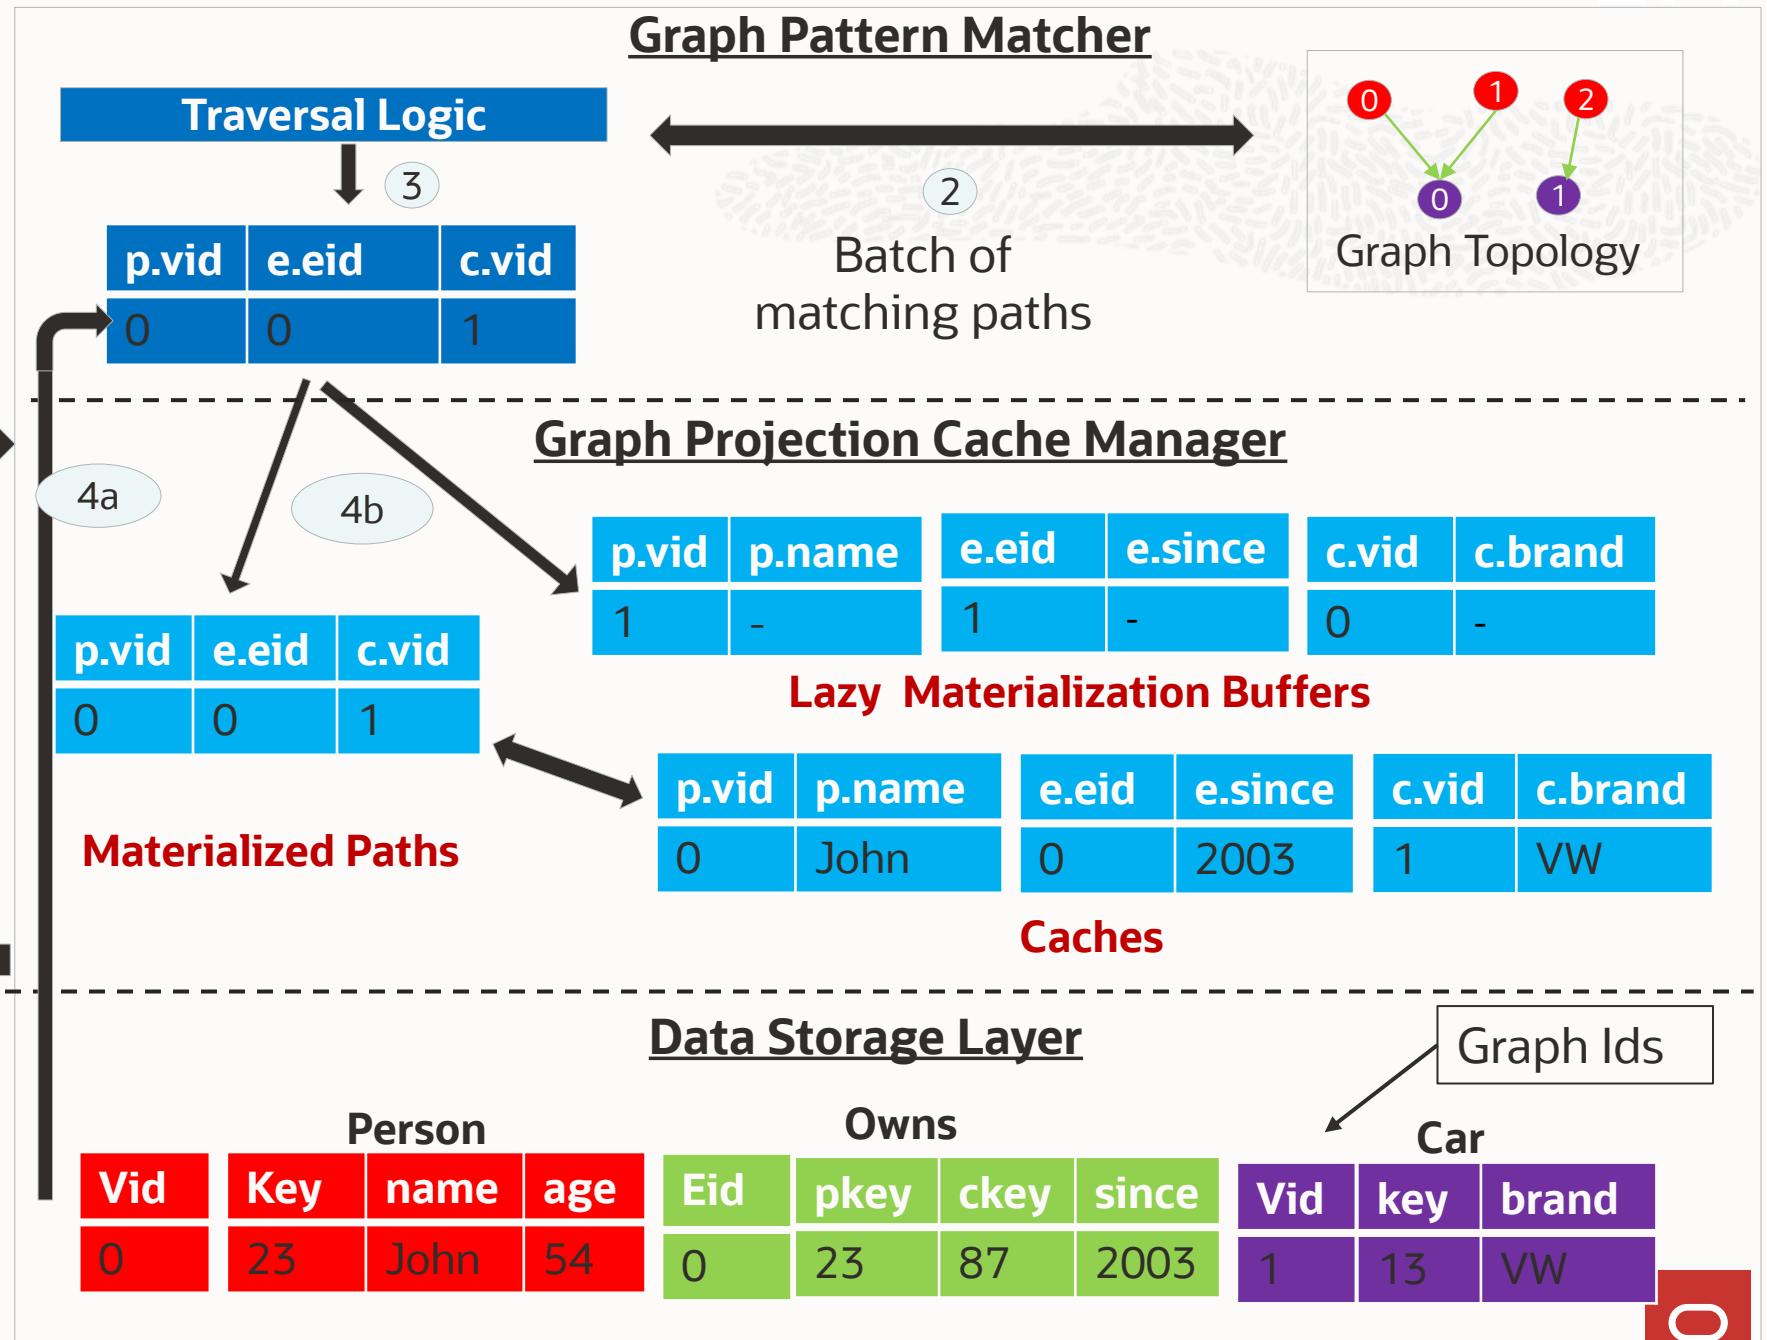 Graph Pattern Matcher
Traversal Logic
3
2
Batch of
matching paths
0 1 2
0 1
Graph Topology
p.vid e.eid c.vid
0 0 1
Graph Projection Cache Manager
4a
4b
p.vid p.name e.eid e.since c.vid c.brand
1 - 1 - 0 -
Lazy Materialization Buffers
p.vid e.eid c.vid
0 0 1
Materialized Paths
p.vid p.name e.eid e.since c.vid c.brand
0 John 0 2003 1 VW
Caches
Data Storage Layer
Graph Ids
Person
Owns
Car
Vid Key name age Eid pkey ckey since Vid key brand
0 23 John 54 0 23 87 2003 1 13 VW